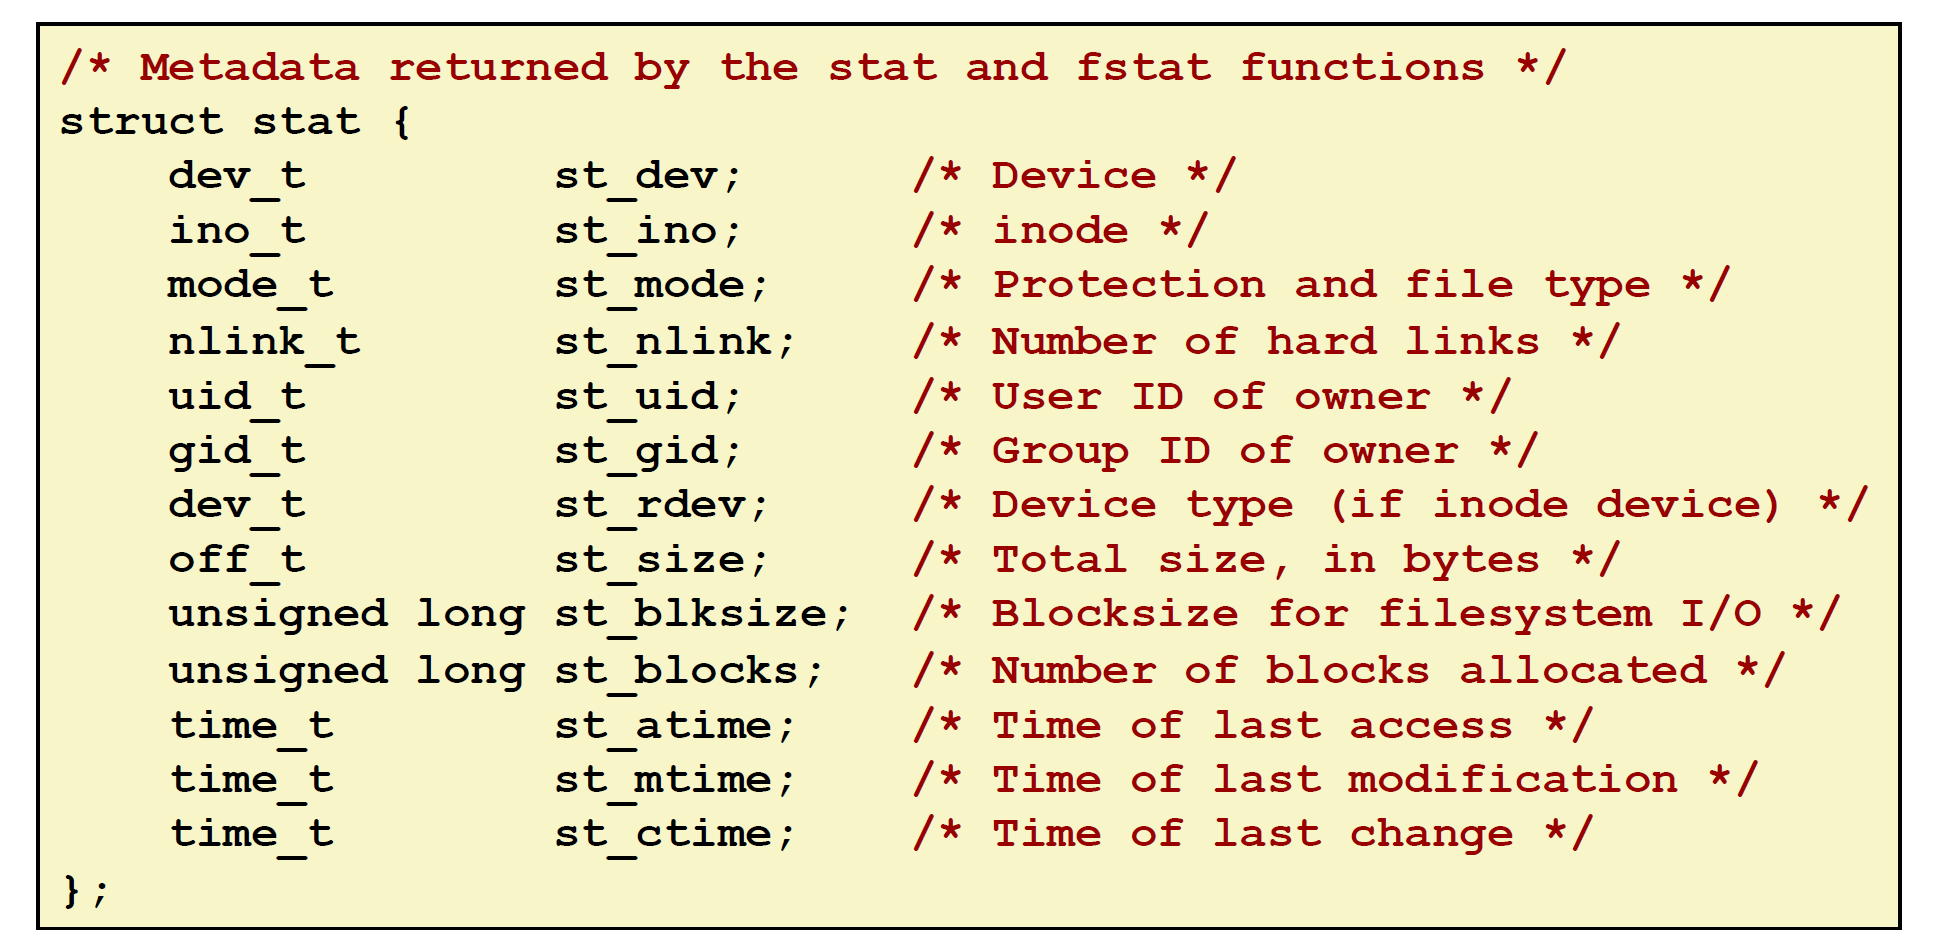 /* Metadata returned by the stat and fstat functions */
struct stat {
    dev_t         st_dev;      /* Device */
    ino_t         st_ino;      /* inode */
    mode_t        st_mode;     /* Protection and file type */
    nlink_t       st_nlink;    /* Number of hard links */
    uid_t         st_uid;      /* User ID of owner */
    gid_t         st_gid;      /* Group ID of owner */
    dev_t         st_rdev;     /* Device type (if inode device) */
    off_t         st_size;     /* Total size, in bytes */
    unsigned long st_blksize;  /* Blocksize for filesystem I/O */
    unsigned long st_blocks;   /* Number of blocks allocated */
    time_t        st_atime;    /* Time of last access */
    time_t        st_mtime;    /* Time of last modification */
    time_t        st_ctime;    /* Time of last change */
};